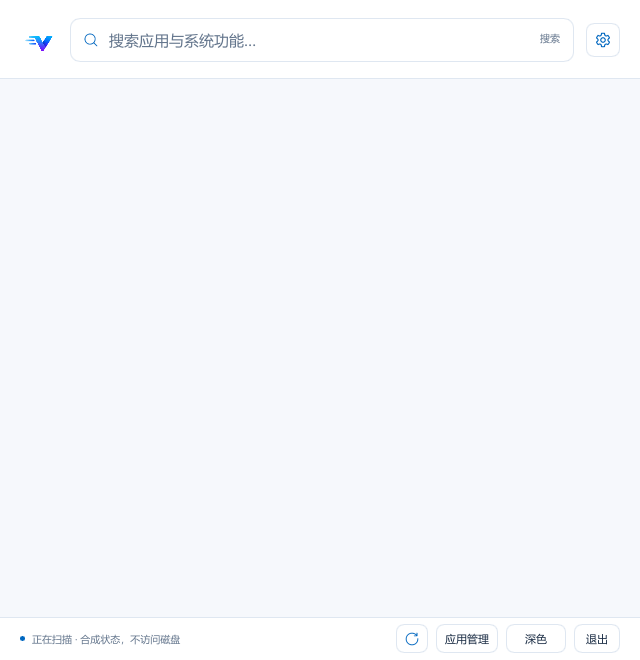 搜索应用与系统功能...
搜索
正在扫描 · 合成状态，不访问磁盘
应用管理
深色
退出